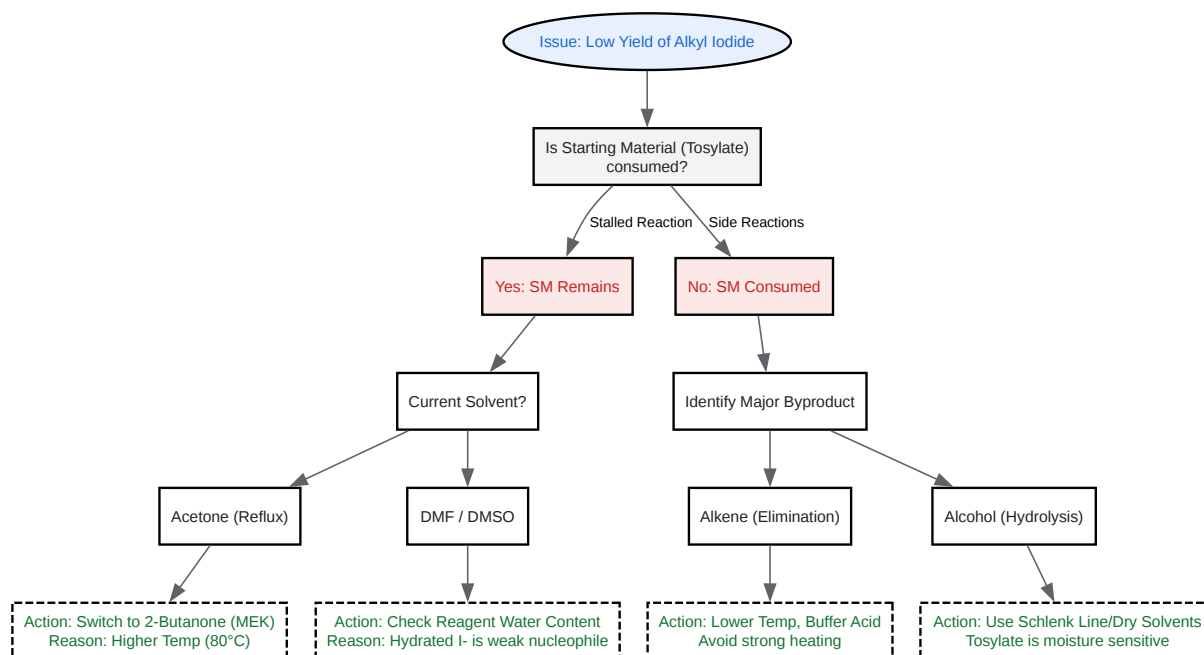 Issue: Low Yield of Alkyl Iodide
Is Starting Material (Tosylate)
consumed?
Stalled Reaction
Side Reactions
Yes: SM Remains
No: SM Consumed
Current Solvent?
Identify Major Byproduct
Acetone (Reflux)
DMF / DMSO
Alkene (Elimination)
Alcohol (Hydrolysis)
Action: Switch to 2-Butanone (MEK)
Reason: Higher Temp (80°C)
Action: Check Reagent Water Content
Reason: Hydrated I- is weak nucleophile
Action: Lower Temp, Buffer Acid
Avoid strong heating
Action: Use Schlenk Line/Dry Solvents
Tosylate is moisture sensitive